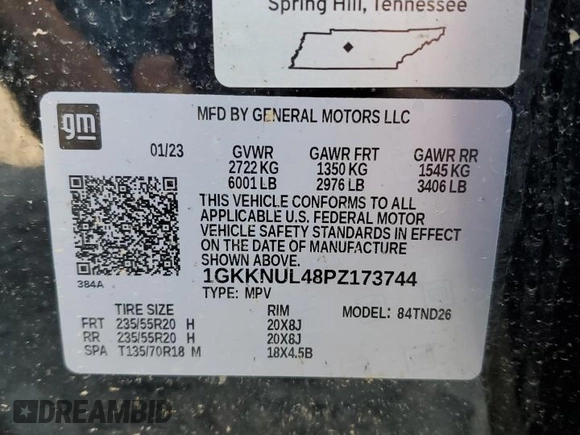 Spring Hill, Tennessee
gm
MFD BY GENERAL MOTORS LLC
01/23 GVWR GAWR FRT GAWR RR
2722 KG 1350 KG 1545 KG
6001 LB 2976 LB 3406 LB
THIS VEHICLE CONFORMS TO ALL
APPLICABLE U.S. FEDERAL MOTOR
VEHICLE SAFETY STANDARDS IN EFFECT
ON THE DATE OF MANUFACTURE
SHOWN ABOVE.
384A
1GKKNUL48PZ173744
TYPE: MPV
TIRE SIZE RIM MODEL: 84TND26
FRT 235/55R20 H 20X8J
RR 235/55R20 H 20X8J
SPA T135/70R18 M 18X4.5B
DREAMBID